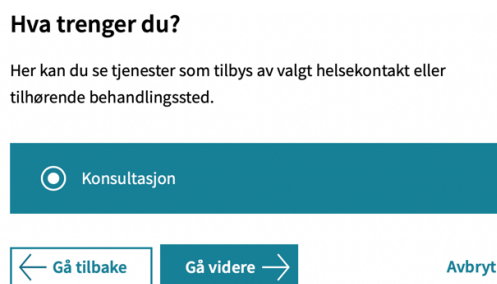 Hva trenger du?
Her kan du se tjenester som tilbys av valgt helsekontakt eller
tilhørende behandlingssted.
Konsultasjon
Gå tilbake
Gå videre
Avbryt